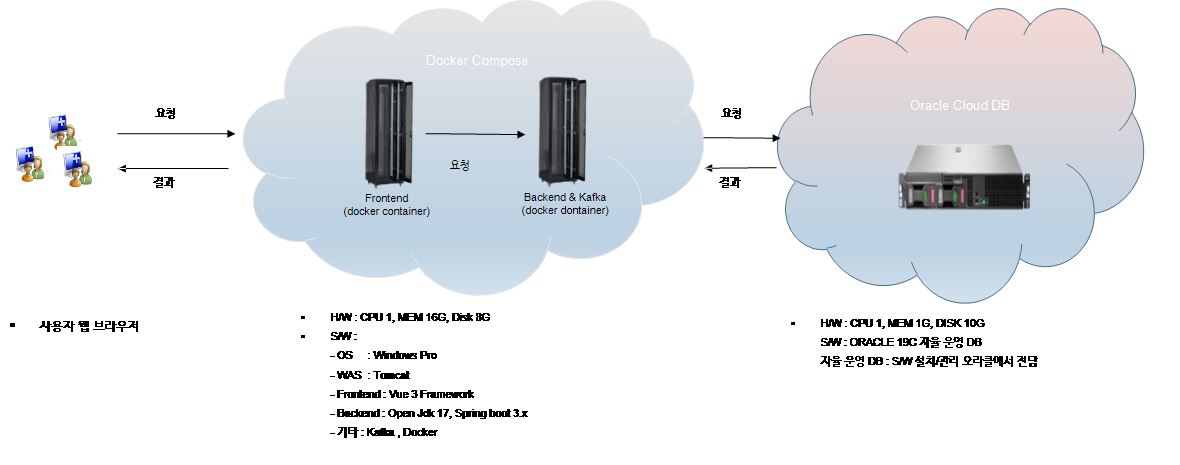 Docker Compose
Oracle Cloud DB
요청
요청
요청
결과
결과
Frontend
(docker container)
Backend & Kafka
(docker dontainer)
▪ 사용자 웹 브라우저
▪ H/W : CPU 1, MEM 16G, Disk 8G
▪ S/W :
– OS : Windows Pro
– WAS : Tomcat
– Frontend : Vue 3 Framework
– Backend : Open Jdk 17, Spring boot 3.x
– 기타 : Kafka , Docker
▪ H/W : CPU 1, MEM 1G, DISK 10G
S/W : ORACLE 19C 자율 운영 DB
자율 운영 DB : S/W 설치/관리 오라클에서 전담